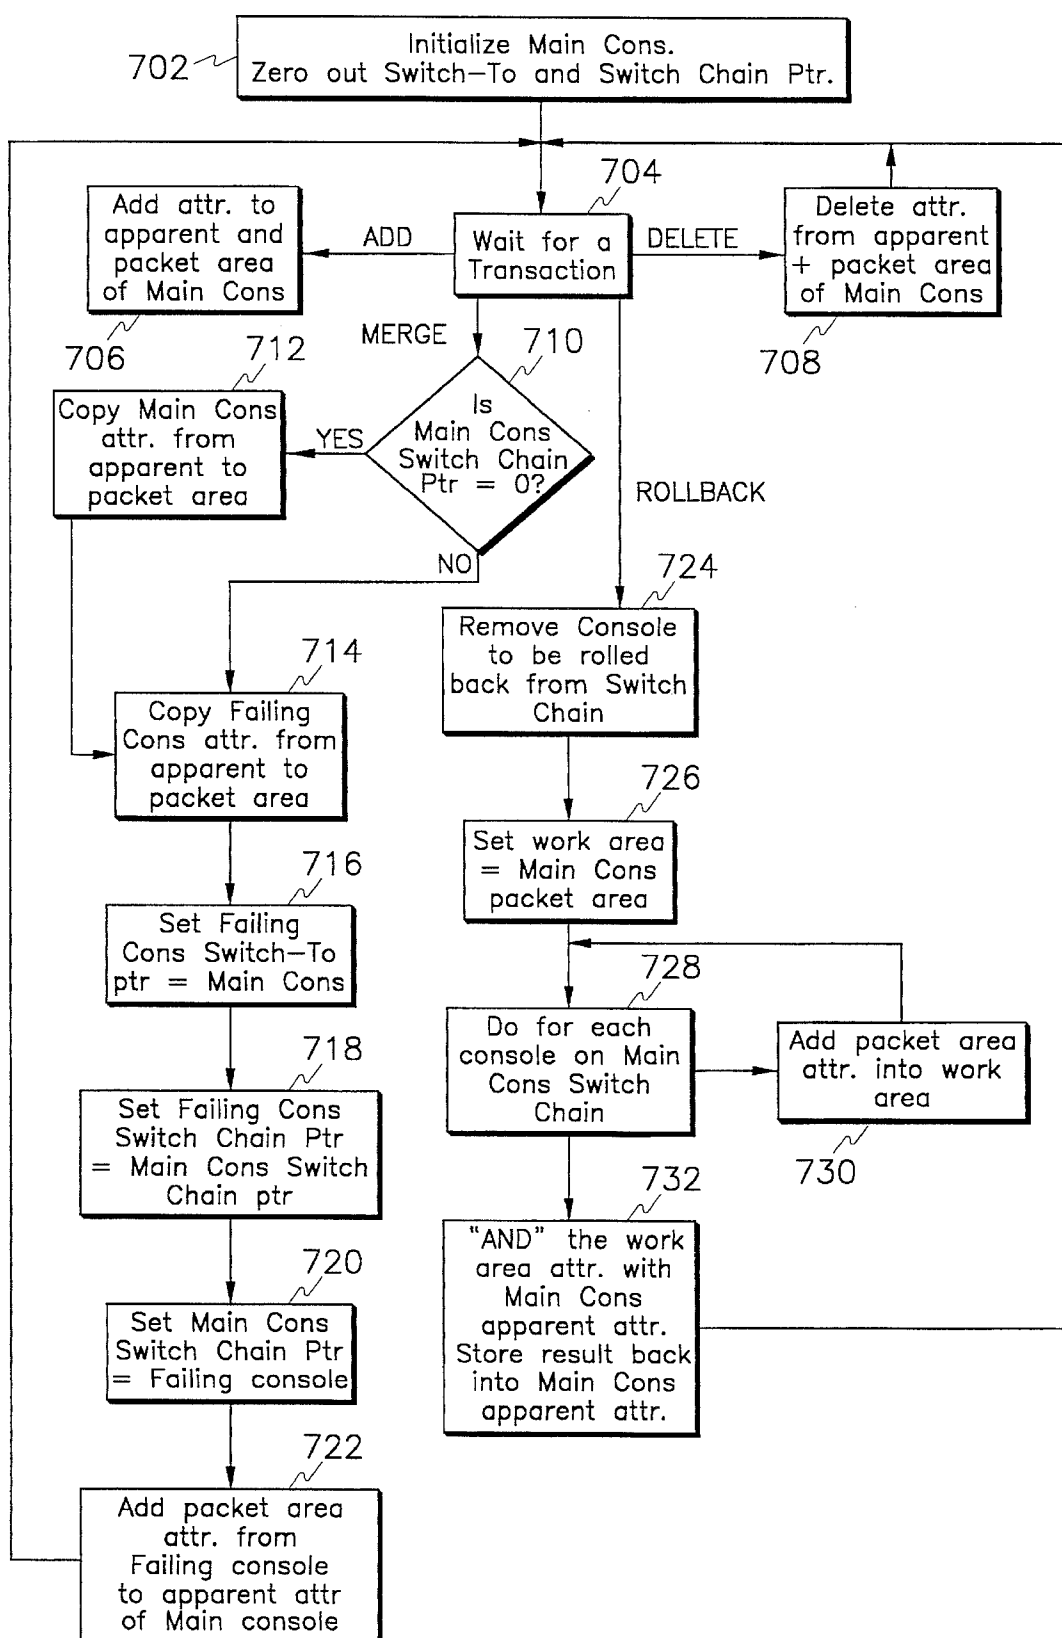 702
Initialize Main Cons.
Zero out Switch-To and Switch Chain Ptr.
704
Wait for a
Transaction
ADD
DELETE
Add attr. to
apparent and
packet area
of Main Cons
706
Delete attr.
from apparent
+ packet area
of Main Cons
708
MERGE
710
Is
Main Cons
Switch Chain
Ptr = 0?
YES
NO
ROLLBACK
712
Copy Main Cons
attr. from
apparent to
packet area
714
Copy Failing
Cons attr. from
apparent to
packet area
716
Set Failing
Cons Switch-To
ptr = Main Cons
718
Set Failing Cons
Switch Chain Ptr
= Main Cons Switch
Chain ptr
720
Set Main Cons
Switch Chain Ptr
= Failing console
722
Add packet area
attr. from
Failing console
to apparent attr
of Main console
724
Remove Console
to be rolled
back from Switch
Chain
726
Set work area
= Main Cons
packet area
728
Do for each
console on Main
Cons Switch
Chain
Add packet area
attr. into work
area
730
732
"AND" the work
area attr. with
Main Cons
apparent attr.
Store result back
into Main Cons
apparent attr.